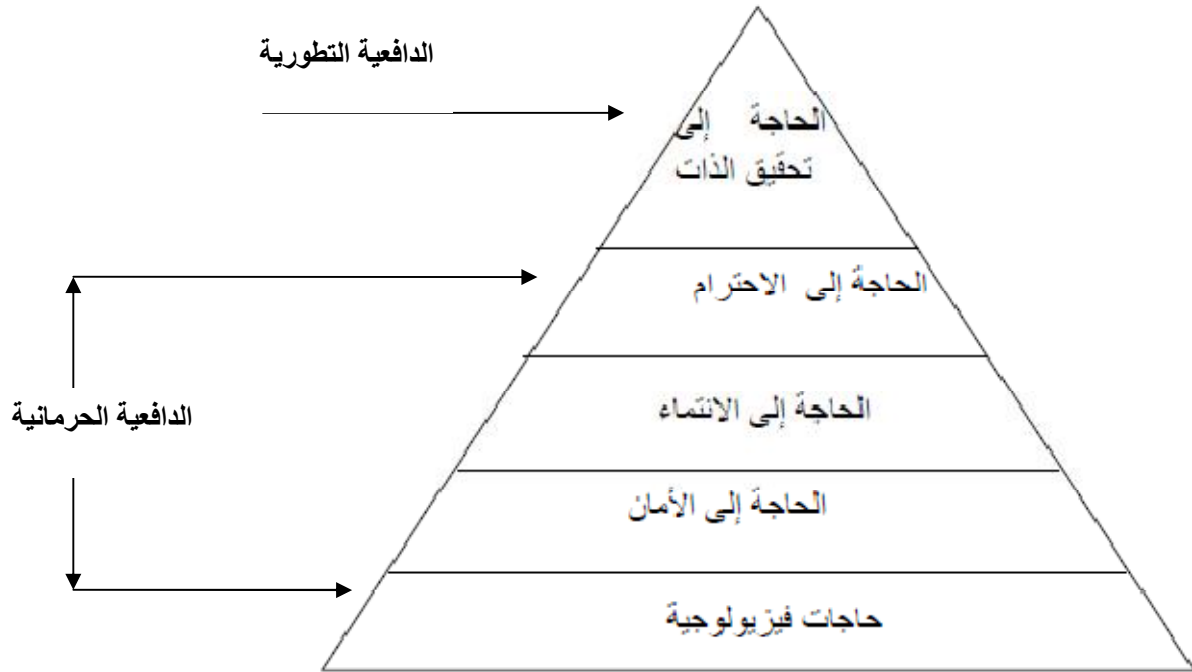 الدافعية التطورية
الحاجة إلى
تحقيق الذات
الحاجة إلى الاحترام
الحاجة إلى الانتماء
الدافعية الحرمانية
الحاجة إلى الأمان
حاجات فيزيولوجية